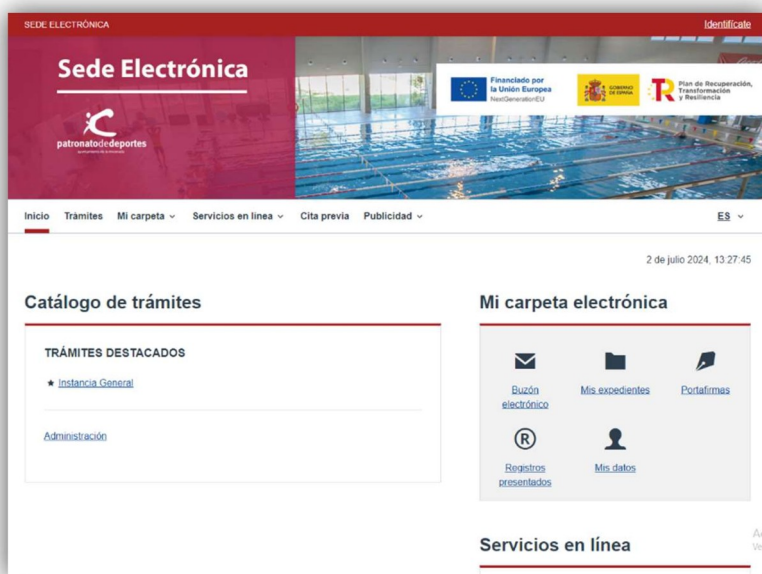 SEDE ELECTRÓNICA
Identifícate
Sede Electrónica
patronatodedeportes
Financiado por
la Unión Europea
NextGenerationEU
GOBIERNO
DE ESPAÑA
Plan de Recuperación,
Transformación
y Resiliencia
Inicio Trámites Mi carpeta Servicios en línea Cita previa Publicidad ES
2 de julio 2024, 13:27:45
Catálogo de trámites
TRÁMITES DESTACADOS
Instancia General
Administración
Mi carpeta electrónica
Buzón
electrónico
Mis expedientes
Portafirmas
Registros
presentados
Mis datos
Servicios en línea